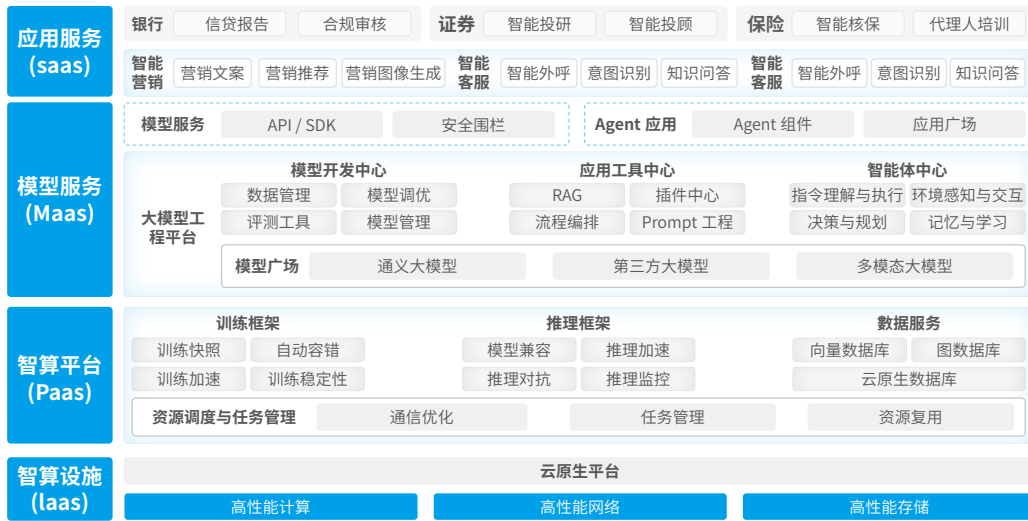 应用服务
(saas)
银行 信贷报告 合规审核 证券 智能投研 智能投顾 保险 智能核保 代理人培训
智能
营销
营销文案 营销推荐 营销图像生成
智能
客服
智能外呼 意图识别 知识问答
智能
客服
智能外呼 意图识别 知识问答
模型服务
(Maas)
模型服务 API / SDK 安全围栏 Agent 应用 Agent 组件 应用广场
大模型工
程平台
模型开发中心 应用工具中心 智能体中心
数据管理 模型调优 RAG 插件中心 指令理解与执行 环境感知与交互
评测工具 模型管理 流程编排 Prompt 工程 决策与规划 记忆与学习
模型广场 通义大模型 第三方大模型 多模态大模型
智算平台
(Paas)
训练框架 推理框架 數据服务
训练快照 自动容错 模型兼容 推理加速 向量数据库 图数据库
训练加速 训练稳定性 推理对抗 推理监控 云原生数据库
资源调度与任务管理 通信优化 任务管理 资源复用
智算设施
(laas)
云原生平台
高性能计算 高性能网络 高性能存储